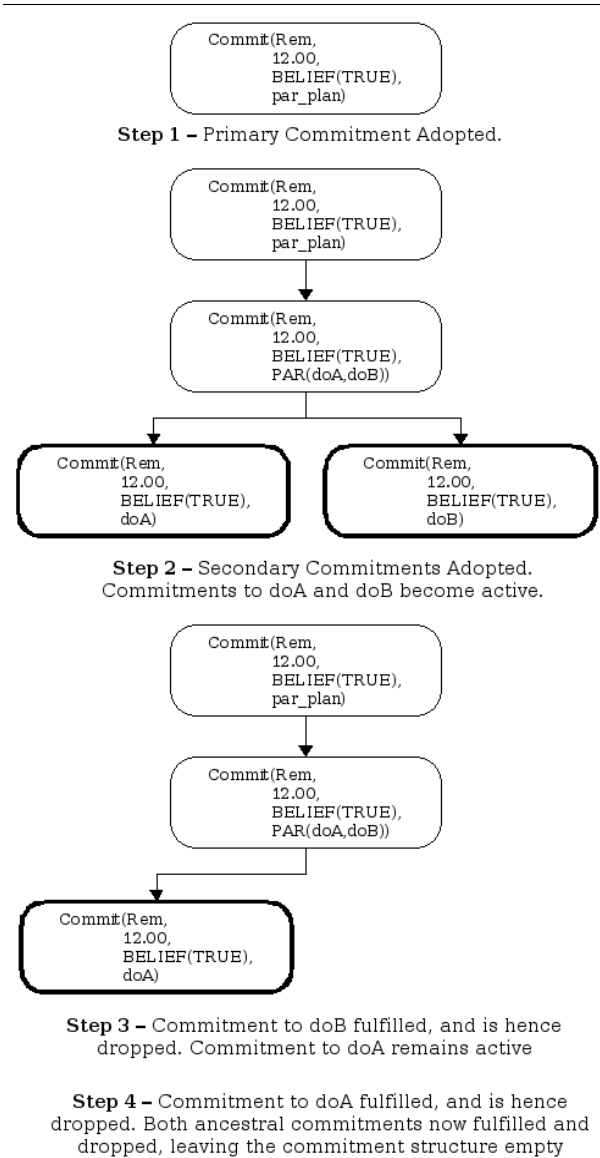 Commit(Rem,
12.00,
BELIEF(TRUE),
par_plan)
Step 1 – Primary Commitment Adopted.
Commit(Rem,
12.00,
BELIEF(TRUE),
par_plan)
Commit(Rem,
12.00,
BELIEF(TRUE),
PAR(doA,doB))
Commit(Rem,
12.00,
BELIEF(TRUE),
doA)
Commit(Rem,
12.00,
BELIEF(TRUE),
doB)
Step 2 – Secondary Commitments Adopted.
Commitments to doA and doB become active.
Commit(Rem,
12.00,
BELIEF(TRUE),
par_plan)
Commit(Rem,
12.00,
BELIEF(TRUE),
PAR(doA,doB))
Commit(Rem,
12.00,
BELIEF(TRUE),
doA)
Step 3 – Commitment to doB fulfilled, and is hence
dropped. Commitment to doA remains active
Step 4 – Commitment to doA fulfilled, and is hence
dropped. Both ancestral commitments now fulfilled and
dropped, leaving the commitment structure empty